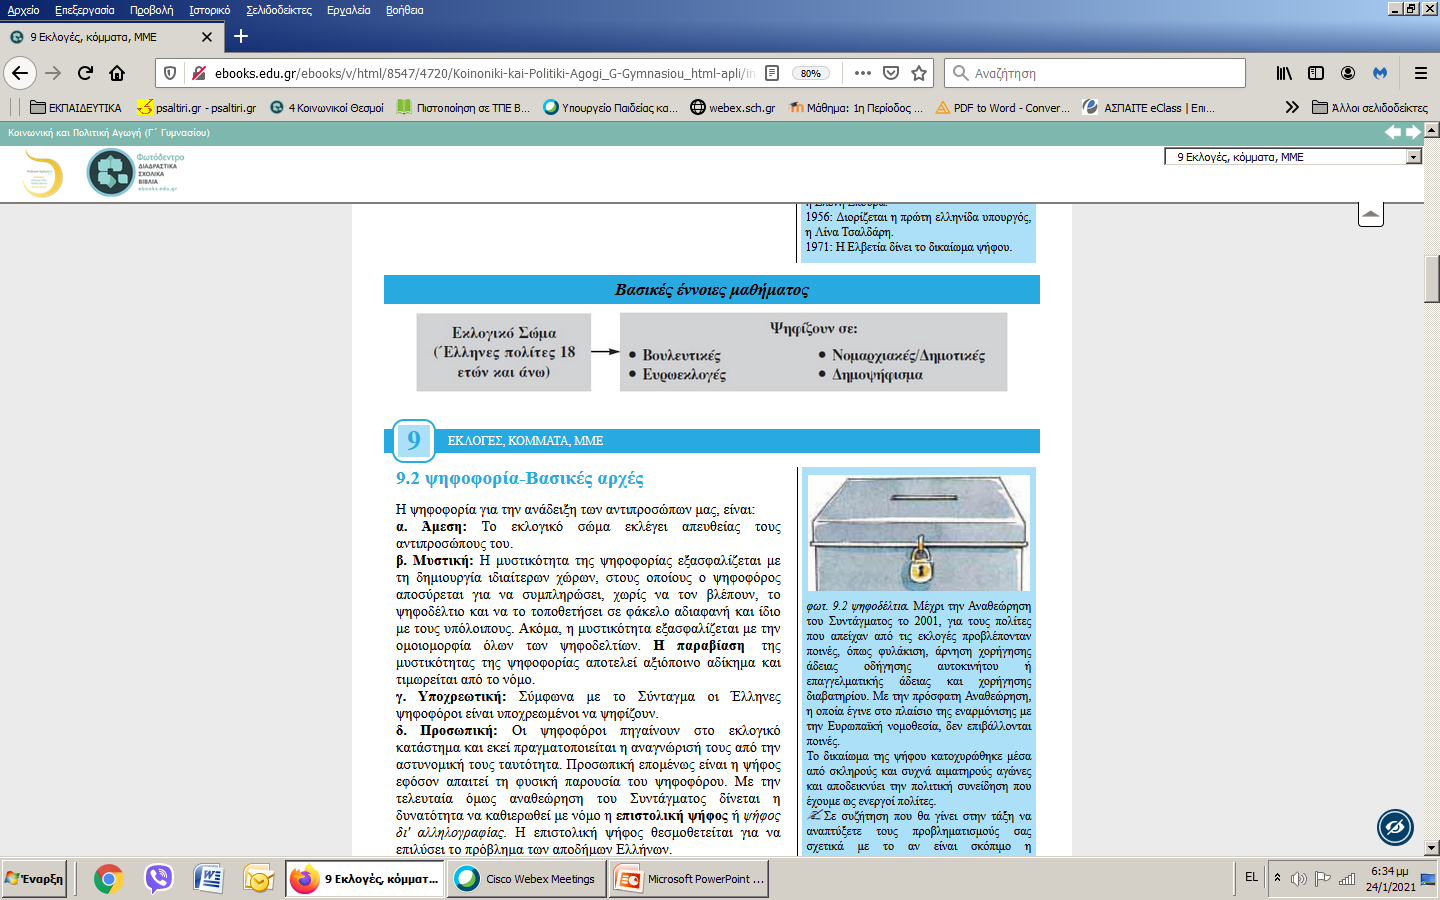 Αρχείο Επεξεργασία Προβολή Ιστορικό Σελιδοδείκτες Εργαλεία Βοήθεια
9 Εκλογές, κόμματα, ΜΜΕ
ebooks.edu.gr/ebooks/v/html/8547/4720/Koinoniki-kai-Politiki-Agogi_G-Gymnasiou_html-apli/in
80%
Αναζήτηση
ΕΚΠΑΙΔΕΥΤΙΚΑ psaltiri.gr - psaltiri.gr 4 Κοινωνικοί Θεσμοί Πιστοποίηση σε ΤΠΕ Β... Υπουργείο Παιδείας κα... webex.sch.gr Μάθημα: 1η Περίοδος ... PDF to Word - Conver... ΑΣΠΑΙΤΕ eClass | Επι... Άλλοι σελιδοδείκτες
Κοινωνική και Πολιτική Αγωγή (Γ΄ Γυμνασίου)
Φωτόδεντρο
ΔΙΑΔΡΑΣΤΙΚΑ
ΣΧΟΛΙΚΑ
ΒΙΒΛΙΑ
ebooks.edu.gr
9 Εκλογές, κόμματα, ΜΜΕ
1956: Διορίζεται η πρώτη ελληνίδα υπουργός,
η Λίνα Τσαλδάρη.
1971: Η Ελβετία δίνει το δικαίωμα ψήφου.
Βασικές έννοιες μαθήματος
Εκλογικό Σώμα
(΄Ελληνες πολίτες 18
ετών και άνω)
Ψηφίζουν σε:
• Βουλευτικές
• Ευρωεκλογές
• Νομαρχιακές/Δημοτικές
• Δημοψήφισμα
9 ΕΚΛΟΓΕΣ, ΚΟΜΜΑΤΑ, ΜΜΕ
9.2 ψηφοφορία-Βασικές αρχές
Η ψηφοφορία για την ανάδειξη των αντιπροσώπων μας, είναι:
α. Άμεση: Το εκλογικό σώμα εκλέγει απευθείας τους
αντιπροσώπους του.
β. Μυστική: Η μυστικότητα της ψηφοφορίας εξασφαλίζεται με
τη δημιουργία ιδιαίτερων χώρων, στους οποίους ο ψηφοφόρος
αποσύρεται για να συμπληρώσει, χωρίς να τον βλέπουν, το
ψηφοδέλτιο και να το τοποθετήσει σε φάκελο αδιαφανή και ίδιο
με τους υπόλοιπους. Ακόμα, η μυστικότητα εξασφαλίζεται με την
ομοιομορφία όλων των ψηφοδελτίων. Η παραβίαση της
μυστικότητας της ψηφοφορίας αποτελεί αξιόποινο αδίκημα και
τιμωρείται από το νόμο.
γ. Υποχρεωτική: Σύμφωνα με το Σύνταγμα οι Έλληνες
ψηφοφόροι είναι υποχρεωμένοι να ψηφίζουν.
δ. Προσωπική: Οι ψηφοφόροι πηγαίνουν στο εκλογικό
κατάστημα και εκεί πραγματοποιείται η αναγνώρισή τους από την
αστυνομική τους ταυτότητα. Προσωπική επομένως είναι η ψήφος
εφόσον απαιτεί τη φυσική παρουσία του ψηφοφόρου. Με την
τελευταία όμως αναθεώρηση του Συντάγματος δίνεται η
δυνατότητα να καθιερωθεί με νόμο η επιστολική ψήφος ή ψήφος
δι' αλληλογραφίας. Η επιστολική ψήφος θεσμοθετείται για να
επιλύσει το πρόβλημα των αποδήμων Ελλήνων.
φωτ. 9.2 ψηφοδέλτια. Μέχρι την Αναθεώρηση
του Συντάγματος το 2001, για τους πολίτες
που απείχαν από τις εκλογές προβλέπονταν
ποινές, όπως φυλάκιση, άρνηση χορήγησης
άδειας οδήγησης αυτοκινήτου ή
επαγγελματικής άδειας και χορήγησης
διαβατηρίου. Με την πρόσφατη Αναθεώρηση,
η οποία έγινε στο πλαίσιο της εναρμόνισης με
την Ευρωπαϊκή νομοθεσία, δεν επιβάλλονται
ποινές.
Το δικαίωμα της ψήφου κατοχυρώθηκε μέσα
από σκληρούς και συχνά αιματηρούς αγώνες
και αποδεικνύει την πολιτική συνείδηση που
έχουμε ως ενεργοί πολίτες.
Σε συζήτηση που θα γίνει στην τάξη να
αναπτύξετε τους προβληματισμούς σας
σχετικά με το αν είναι σκόπιμο η
Έναρξη 9 Εκλογές, κόμματ... Cisco Webex Meetings Microsoft PowerPoint ... EL 6:34 μμ
24/1/2021